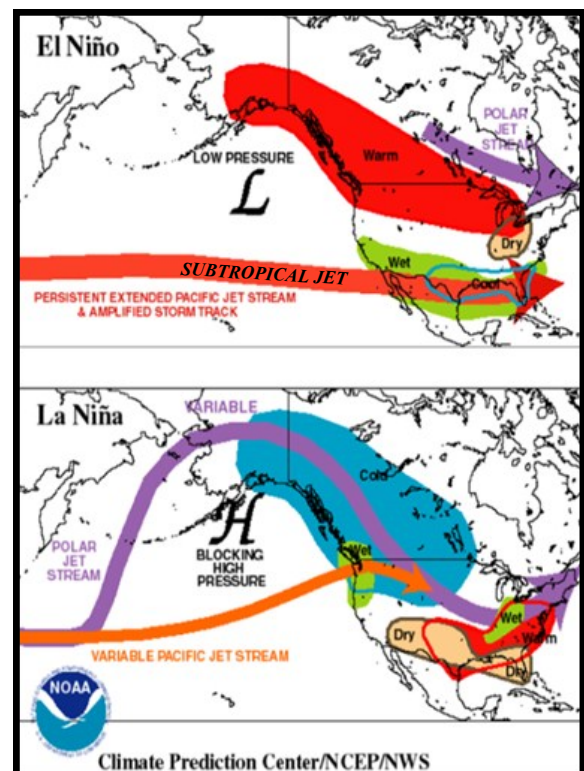 El Niño
POLAR
JET
STREAM
LOW PRESSURE
Warm
L
Dry
Wet
SUBTROPICAL JET
Cool
PERSISTENT EXTENDED PACIFIC JET STREAM
& AMPLIFIED STORM TRACK
La Niña
VARIABLE
Cold
H
Wet
BLOCKING
HIGH
PRESSURE
POLAR
JET
STREAM
Wet
Dry
Warm
VARIABLE PACIFIC JET STREAM
Dry
NOAA
Climate Prediction Center/NCEP/NWS